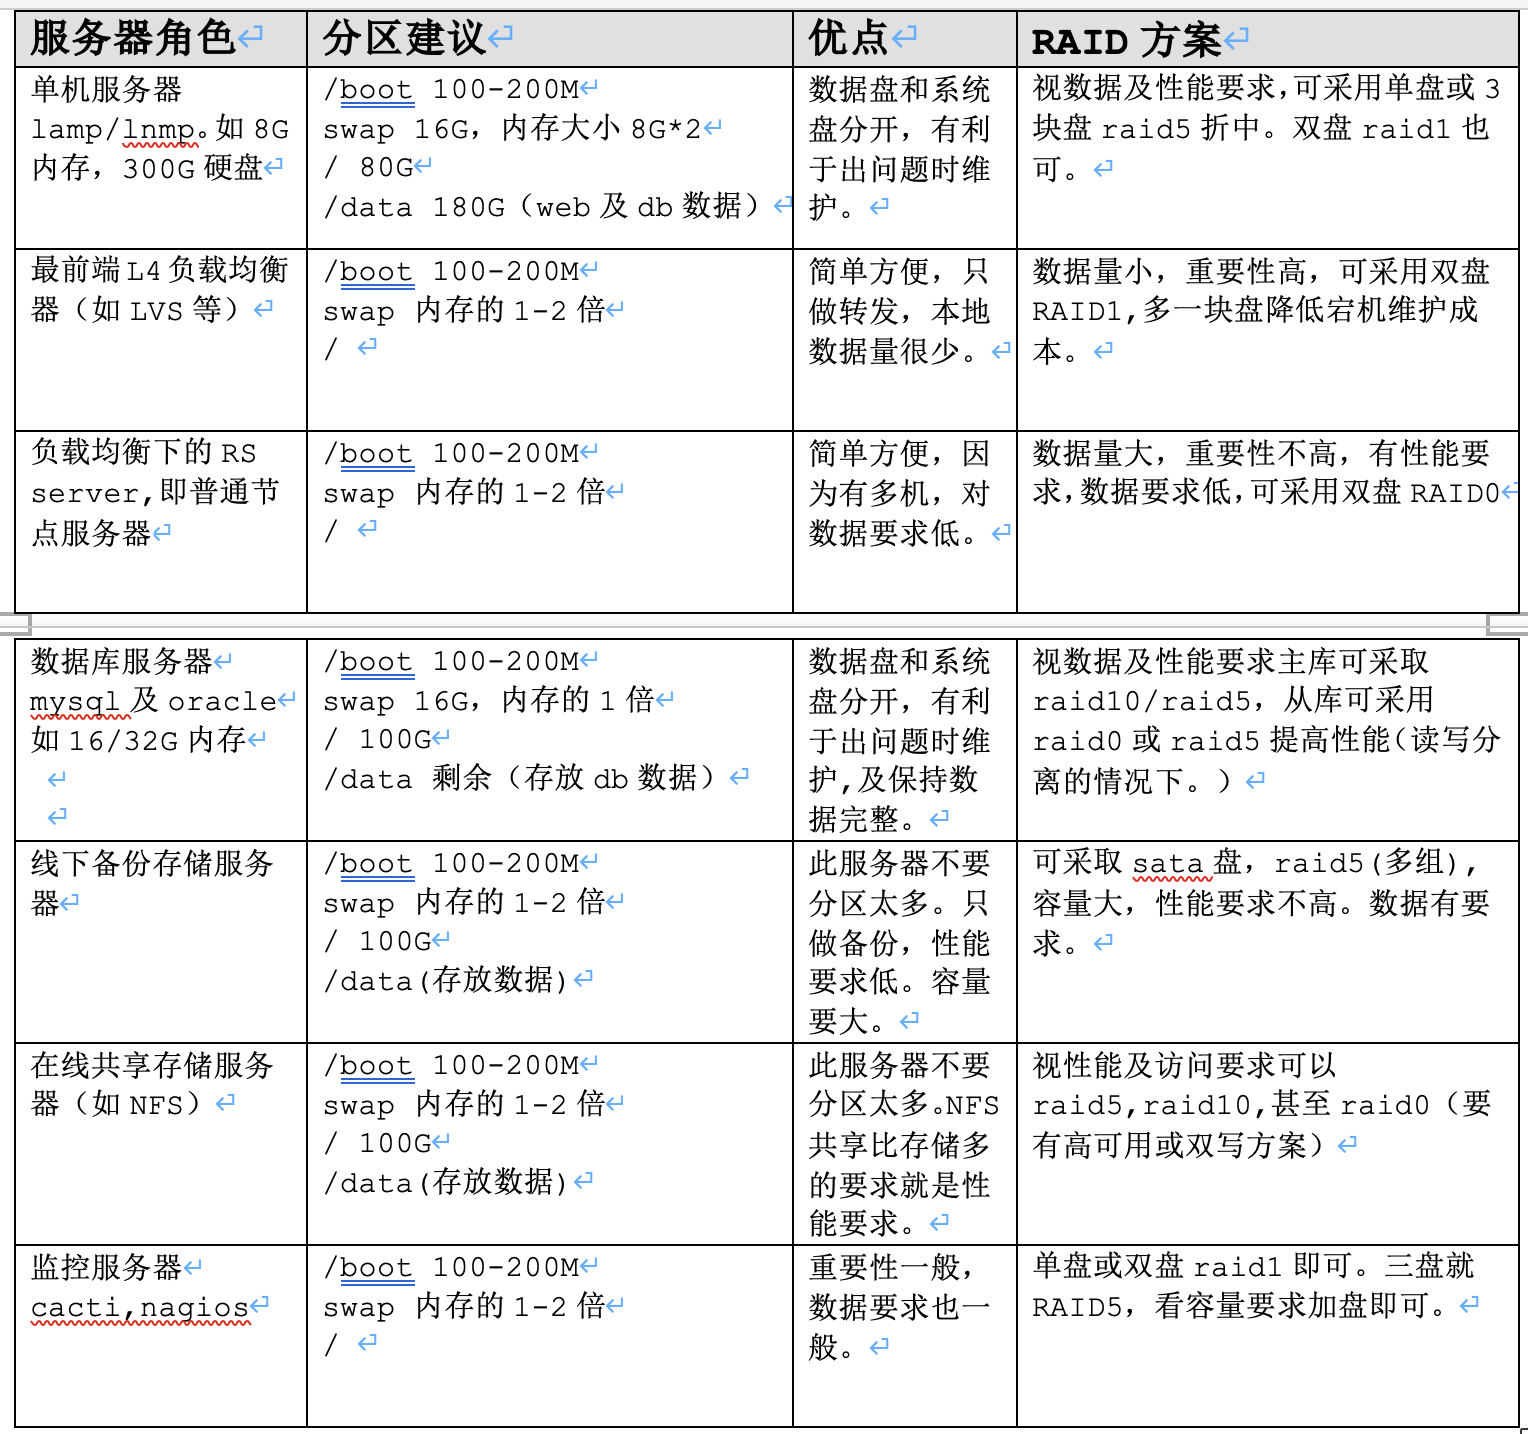 服务器角色
分区建议
优点
RAID 方案
单机服务器
lamp/lnmp。如 8G
内存，300G 硬盘
/boot 100-200M
swap 16G，内存大小 8G*2
/ 80G
/data 180G（web 及 db 数据）
数据盘和系统
盘分开，有利
于出问题时维
护。
视数据及性能要求，可采用单盘或 3
块盘 raid5 折中。双盘 raid1 也
可。
最前端 L4 负载均衡
器（如 LVS 等）
/boot 100-200M
swap 内存的 1-2 倍
/
简单方便，只
做转发，本地
数据量很少。
数据量小，重要性高，可采用双盘
RAID1,多一块盘降低宕机维护成
本。
负载均衡下的 RS
server,即普通节
点服务器
/boot 100-200M
swap 内存的 1-2 倍
/
简单方便，因
为有多机，对
数据要求低。
数据量大，重要性不高，有性能要
求，数据要求低，可采用双盘 RAID0
数据库服务器
mysql 及 oracle
如 16/32G 内存
/boot 100-200M
swap 16G，内存的 1 倍
/ 100G
/data 剩余（存放 db 数据）
数据盘和系统
盘分开，有利
于出问题时维
护,及保持数
据完整。
视数据及性能要求主库可采取
raid10/raid5，从库可采用
raid0 或 raid5 提高性能（读写分
离的情况下。）
线下备份存储服务
器
/boot 100-200M
swap 内存的 1-2 倍
/ 100G
/data(存放数据)
此服务器不要
分区太多。只
做备份，性能
要求低。容量
要大。
可采取 sata 盘，raid5(多组),
容量大，性能要求不高。数据有要
求。
在线共享存储服务
器（如 NFS）
/boot 100-200M
swap 内存的 1-2 倍
/ 100G
/data(存放数据)
此服务器不要
分区太多。NFS
共享比存储多
的要求就是性
能要求。
视性能及访问要求可以
raid5,raid10,甚至 raid0（要
有高可用或双写方案）
监控服务器
cacti,nagios
/boot 100-200M
swap 内存的 1-2 倍
/
重要性一般，
数据要求也一
般。
单盘或双盘 raid1 即可。三盘就
RAID5，看容量要求加盘即可。